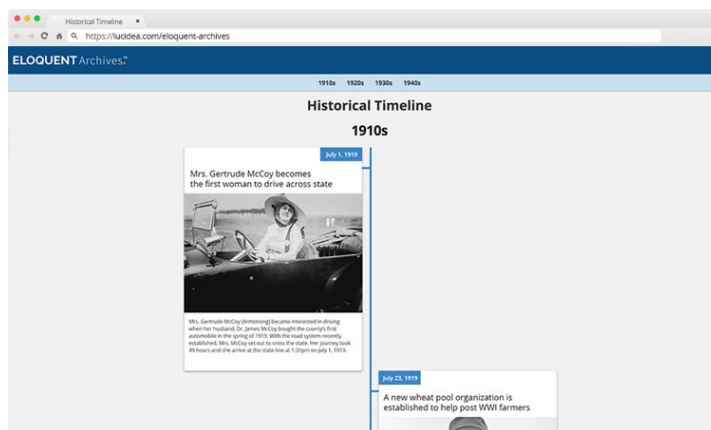 Historical Timeline
https://lucidea.com/eloquent-archives
ELOQUENT Archives
1910s 1920s 1930s 1940s
Historical Timeline
1910s
July 1, 1919
Mrs. Gertrude McCoy becomes
the first woman to drive across state
Mrs. Gertrude McCoy (Armstrong) became interested in driving
when her husband, Dr. James McCoy bought the county's first
automobile in the spring of 1919. With the road system recently
established, Mrs. McCoy set out to cross the state. Her journey took
49 hours and she arrive at the state line at 1:31pm on July 1, 1919.
July 23, 1919
A new wheat pool organization is
established to help post WWI farmers